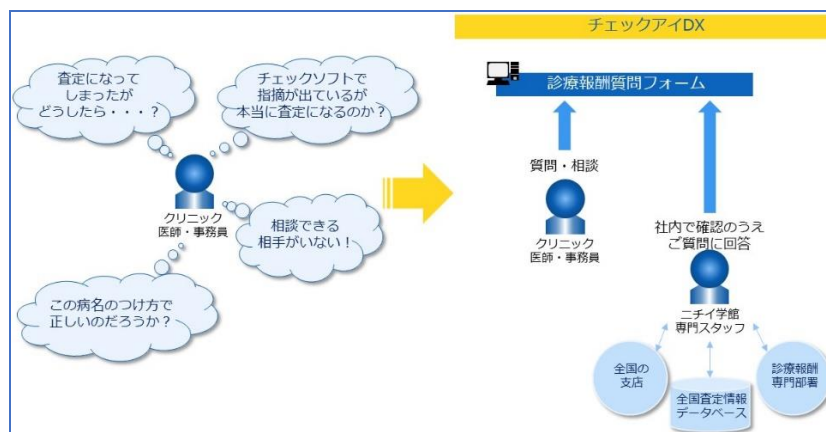 チェックアイDX
査定になって
しまったが
どうしたら・・・？
チェックソフトで
指摘が出ているが
本当に査定になるのか？
クリニック
医師・事務員
相談できる
相手がいない！
この病名のつけ方で
正しいのだろうか？
診療報酬質問フォーム
質問・相談
クリニック
医師・事務員
社内で確認のうえ
ご質問に回答
ニチイ学館
専門スタッフ
全国の
支店
全国査定情報
データベース
診療報酬
専門部署